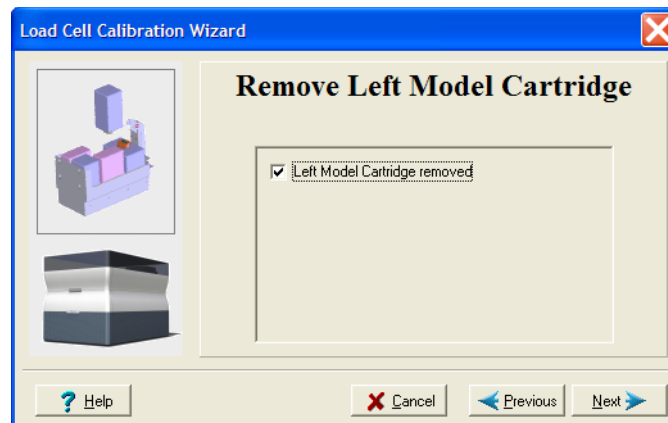 Load Cell Calibration Wizard
Remove Left Model Cartridge
Left Model Cartridge removed
Help
Cancel
Previous
Next